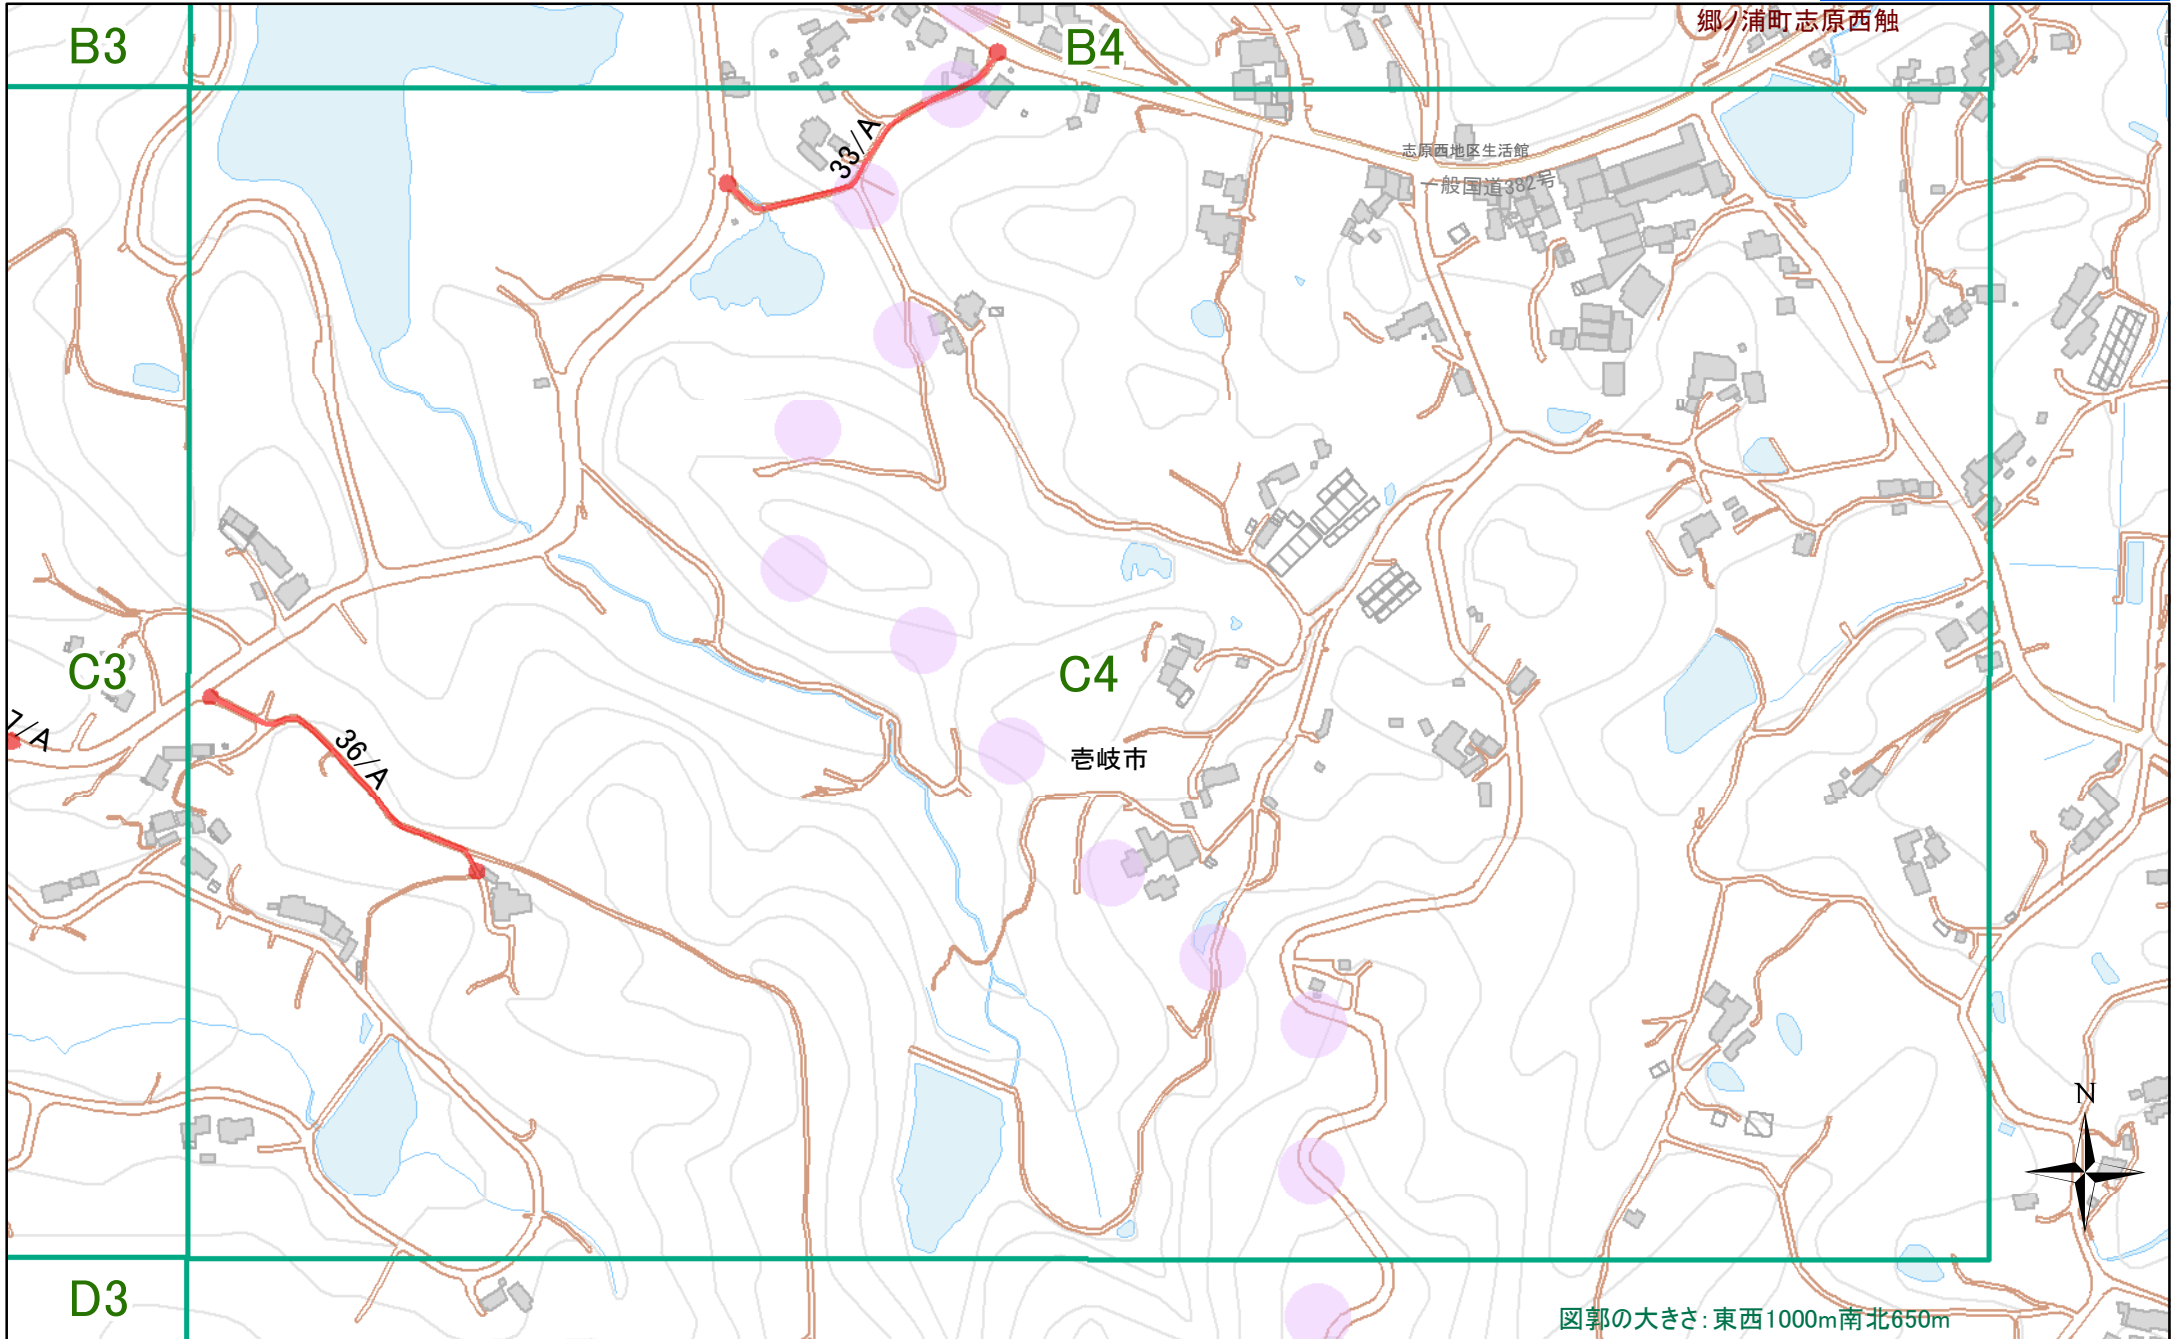 郷ノ浦町志原西触
B3
B4
33/A
志原西地区生活館
一般国道382号
C3
C4
7/A
36/A
壱岐市
N
D3
図郭の大きさ:東西1000m南北650m